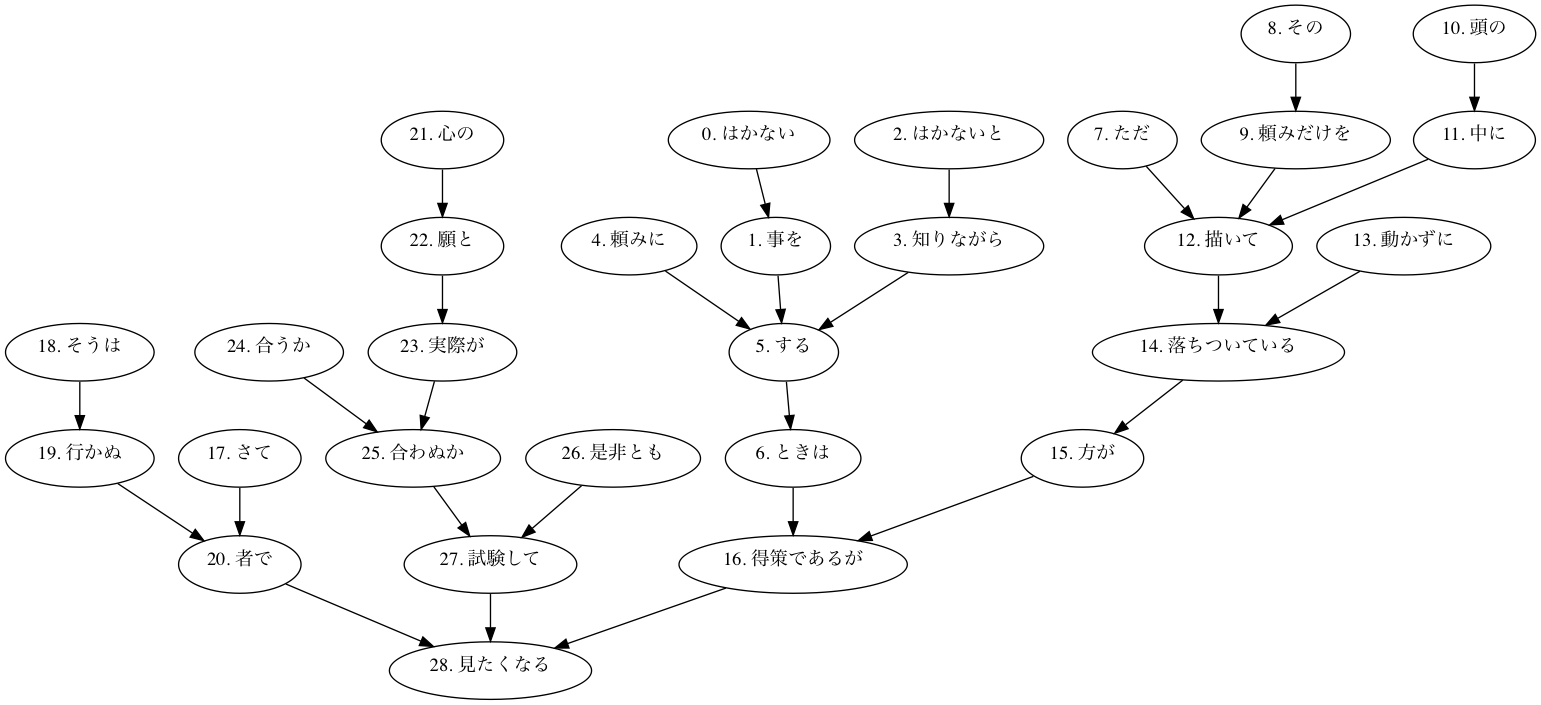 8. その
10. 頭の
21. 心の
0. はかない
2. はかないと
7. ただ
9. 頼みだけを
11. 中に
22. 願と
4. 頼みに
1. 事を
3. 知りながら
12. 描いて
13. 動かずに
18. そうは
24. 合うか
23. 実際が
5. する
14. 落ちついている
19. 行かぬ
17. さて
25. 合わぬか
26. 是非とも
6. ときは
15. 方が
20. 者で
27. 試験して
16. 得策であるが
28. 見たくなる